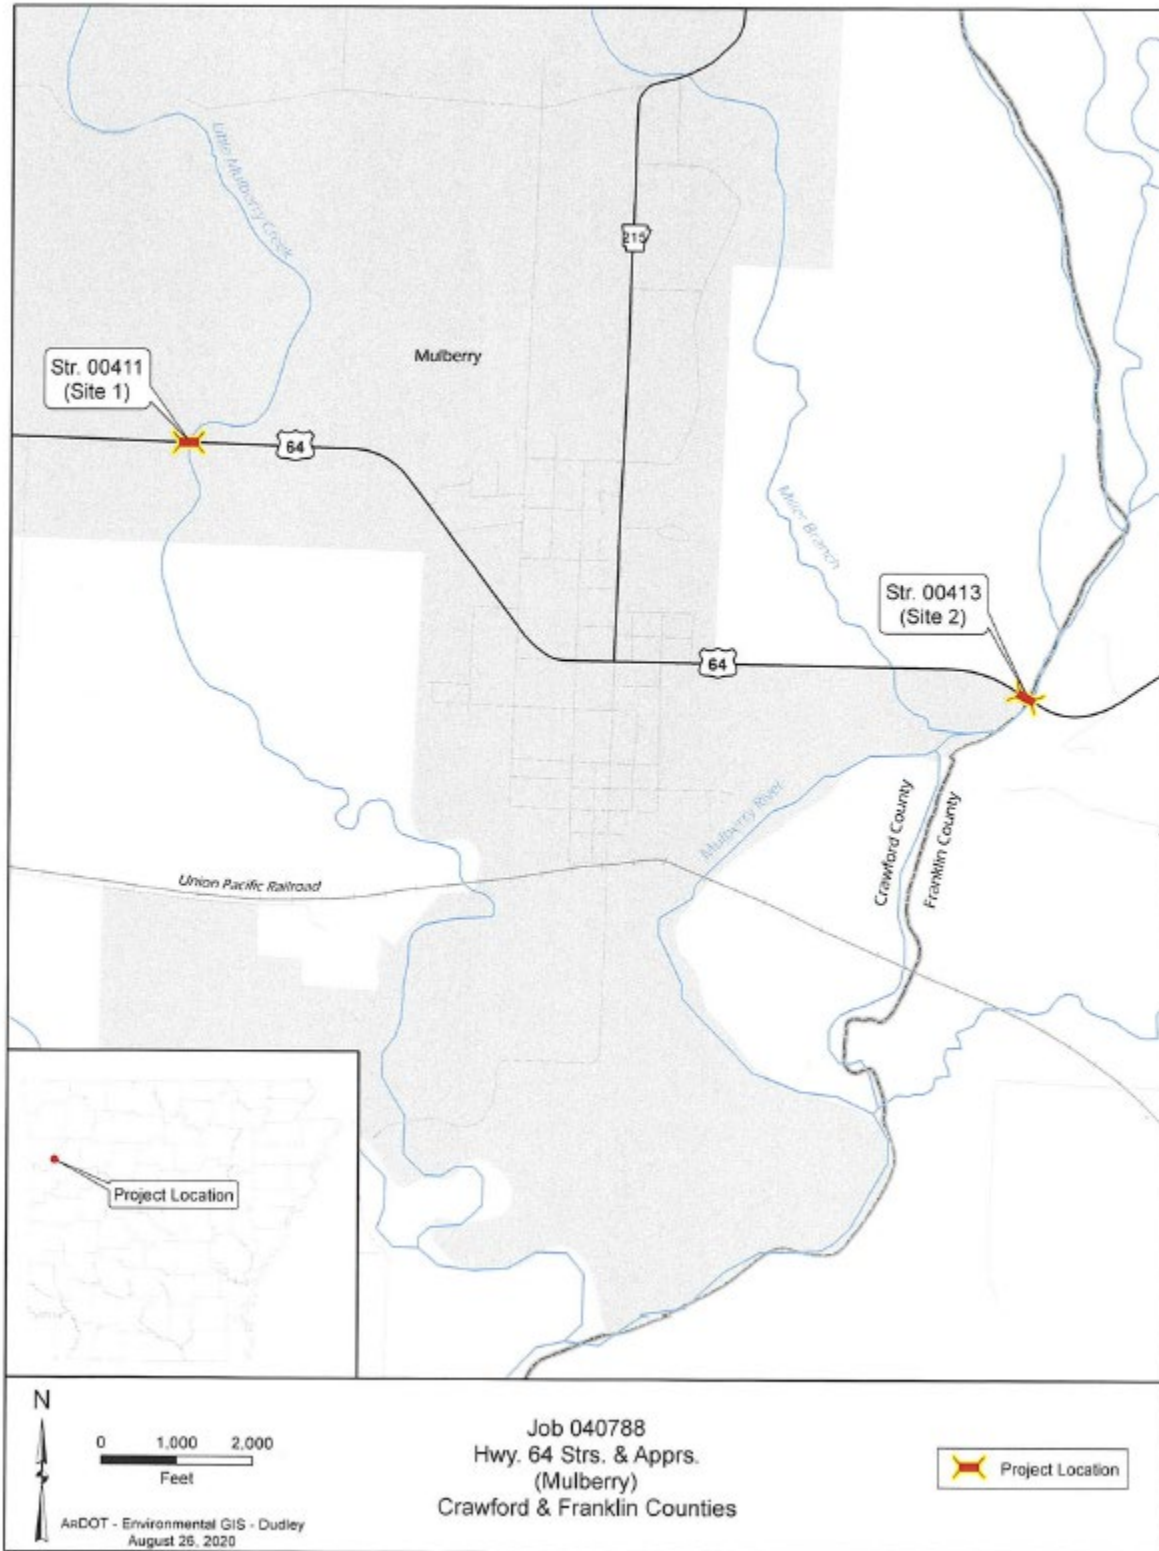 Little Mulberry Creek
215
Mulberry
Str. 00411
(Site 1)
64
Miller Branch
Str. 00413
(Site 2)
64
Mulberry River
Crawford County
Franklin County
Union Pacific Railroad
Project Location
N
0 1,000 2,000
Feet
ARDOT - Environmental GIS - Dudley
August 26, 2020
Job 040788
Hwy. 64 Strs. & Apprs.
(Mulberry)
Crawford & Franklin Counties
Project Location